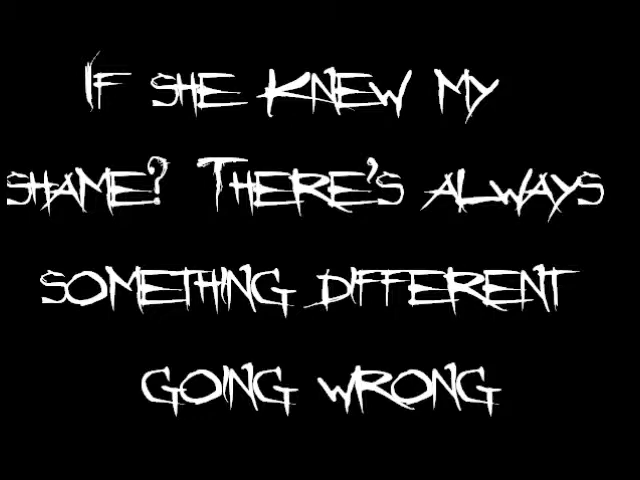 If she knew my
shame? There's always
something different
going wrong